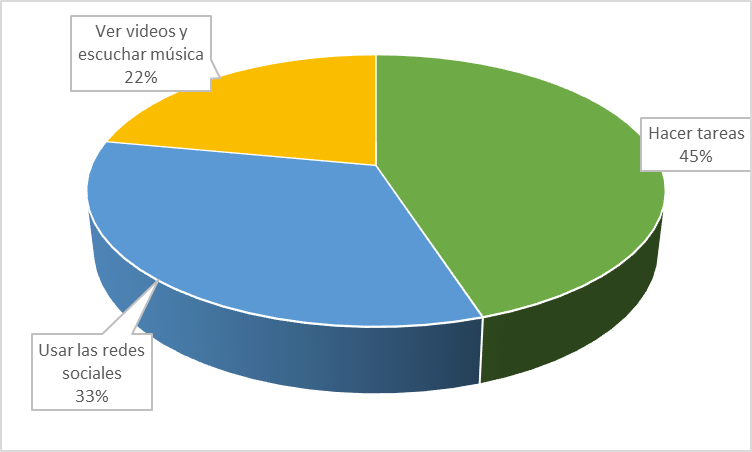 Ver videos y
escuchar música
22%
Hacer tareas
45%
Usar las redes
sociales
33%